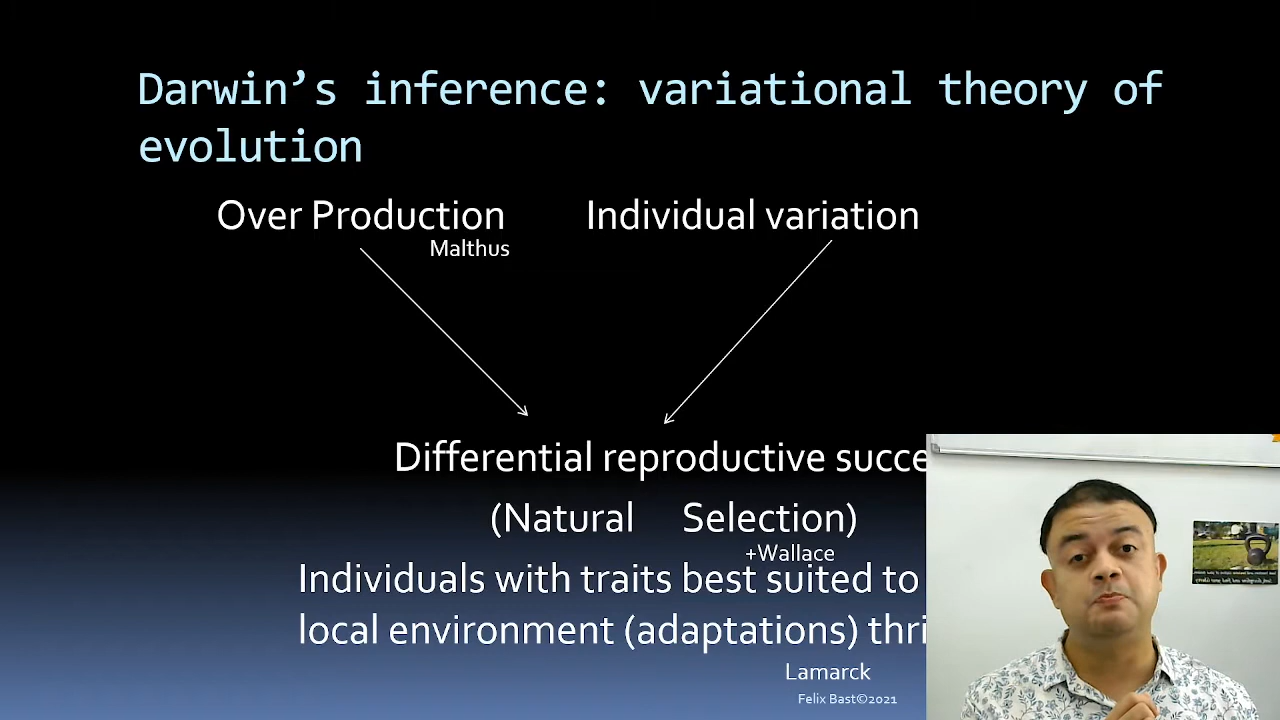 Darwin’s inference: variational theory of
evolution
Over Production Individual variation
Malthus
Differential reproductive succe
(Natural Selection)
+Wallace
Individuals with traits best suited to
local environment (adaptations) thri
Lamarck
Felix Bast©2021